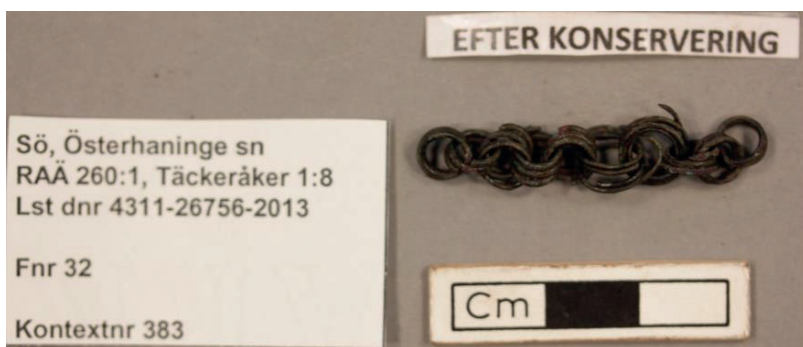 EFTER KONSERVERING
Sö, Österhaninge sn
RAÄ 260:1, Täckeråker 1:8
Lst dnr 4311-26756-2013
Fnr 32
Kontextnr 383
Cm